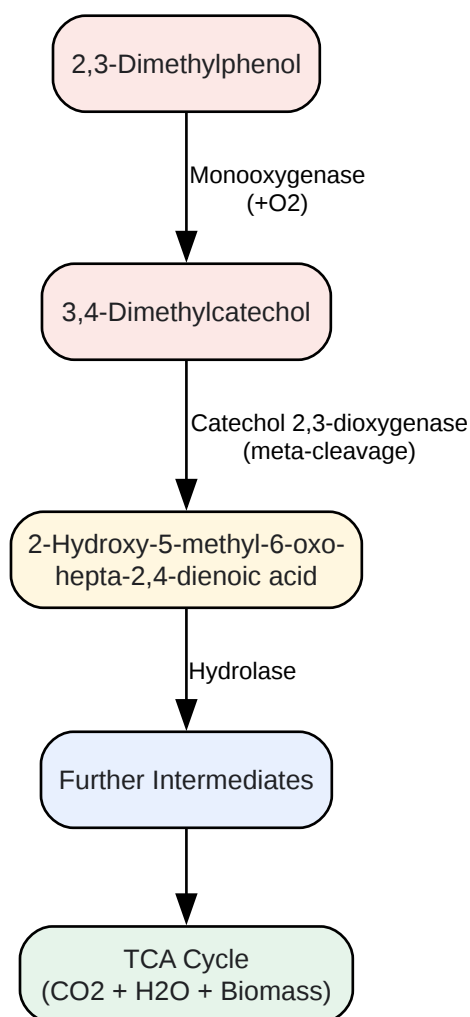 2,3-Dimethylphenol
Monooxygenase
(+O2)
3,4-Dimethylcatechol
Catechol 2,3-dioxygenase
(meta-cleavage)
2-Hydroxy-5-methyl-6-oxo-
hepta-2,4-dienoic acid
Hydrolase
Further Intermediates
TCA Cycle
(CO2 + H2O + Biomass)